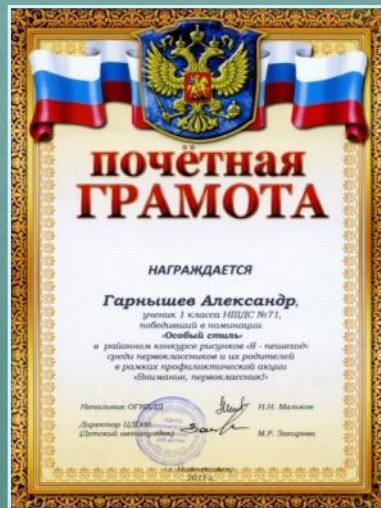 почётная
ГРАМОТА
НАГРАЖДАЕТСЯ
Гарнышев Александр,
ученик 1 класса НШДС №71,
победивший в номинации
«Особый стиль»
в районном конкурсе рисунков «Я - пешеход»
среди первоклассников и их родителей
в рамках профилактической акции
«Внимание, первоклассник!»
Начальник ОГИБДД Н.Н. Мальков
Директор
(Детский автогородок) М.Р. Закирова
2011 г.